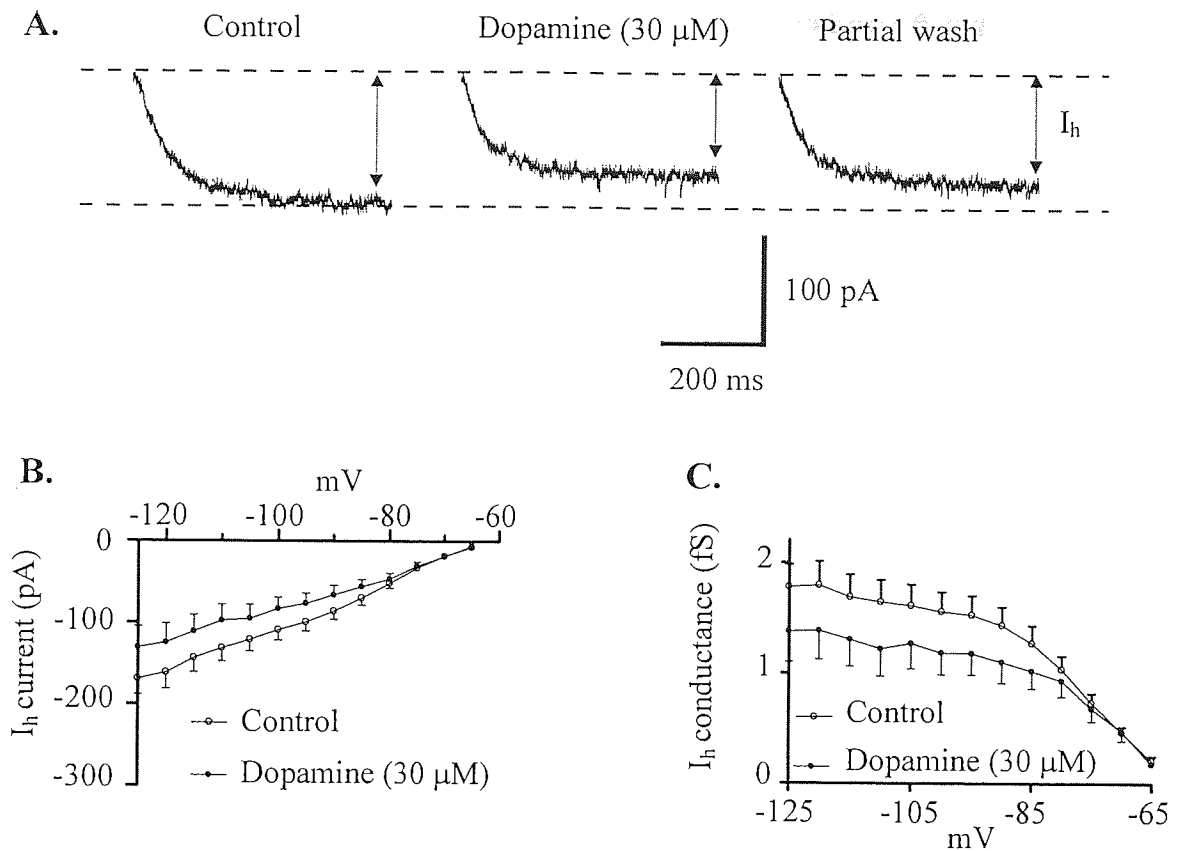 A.
Control
Dopamine (30 μM)
Partial wash
Ih
100 pA
200 ms
B.
mV
-120 -100 -80 -60
0
-100
-200
-300
Ih current (pA)
Control
Dopamine (30 μM)
C.
Ih conductance (fS)
2
1
0
Control
Dopamine (30 μM)
-125 -105 -85 -65
mV